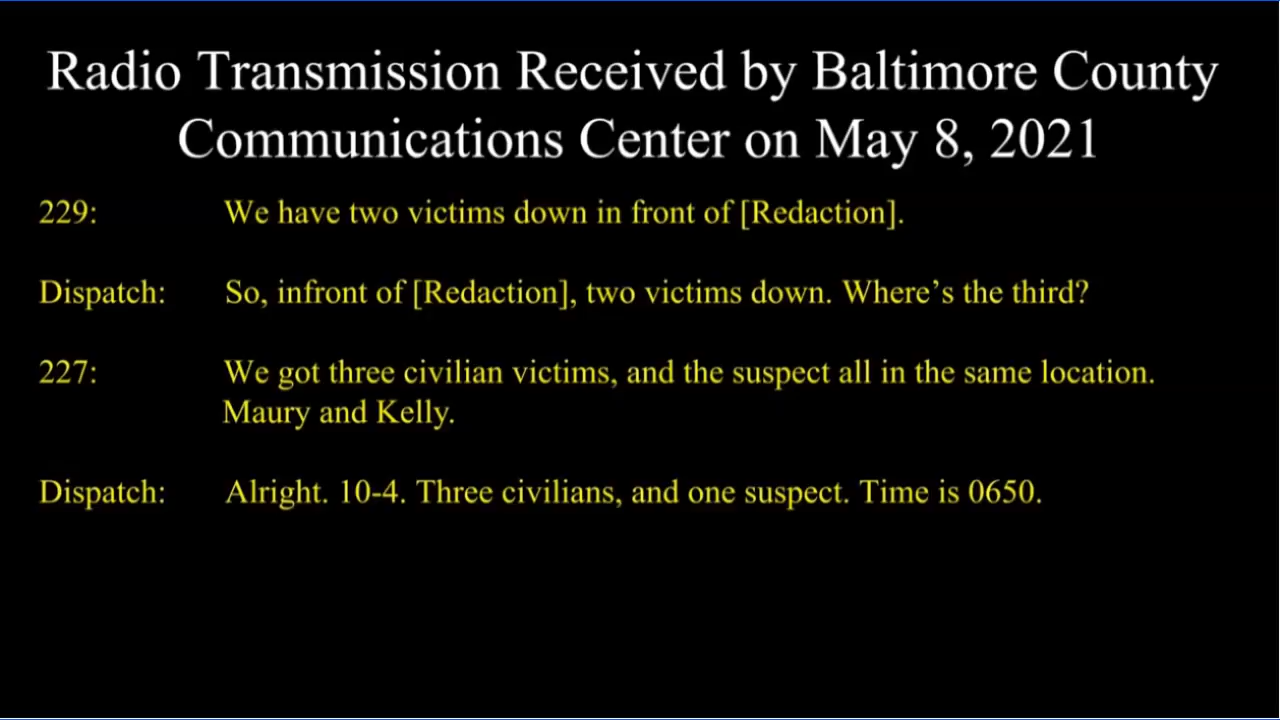 Radio Transmission Received by Baltimore County
Communications Center on May 8, 2021
229: We have two victims down in front of [Redaction].
Dispatch: So, infront of [Redaction], two victims down. Where’s the third?
227: We got three civilian victims, and the suspect all in the same location.
Maury and Kelly.
Dispatch: Alright. 10-4. Three civilians, and one suspect. Time is 0650.